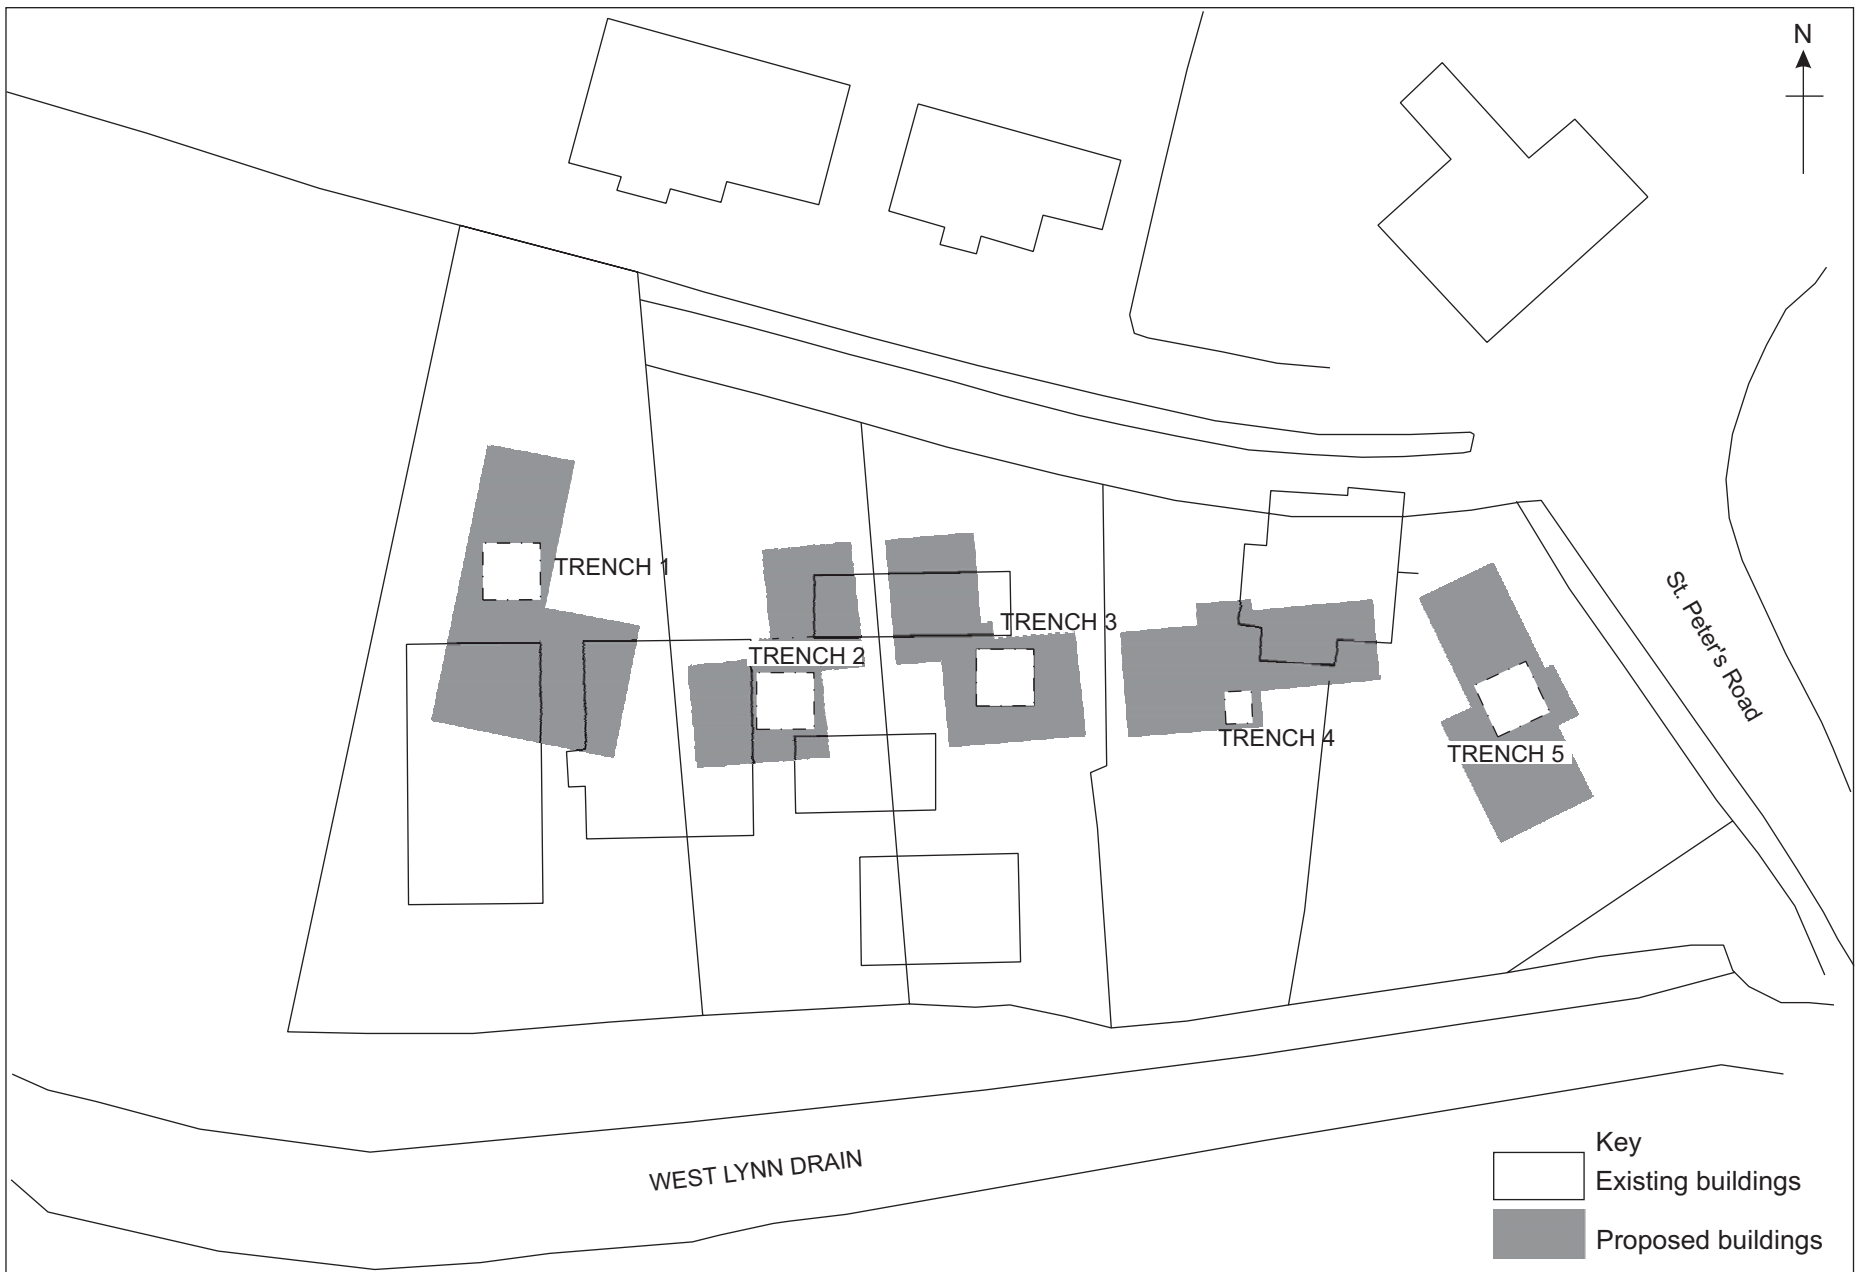 N
TRENCH 1
TRENCH 2
TRENCH 3
TRENCH 4
TRENCH 5
St. Peter's Road
WEST LYNN DRAIN
Key
Existing buildings
Proposed buildings